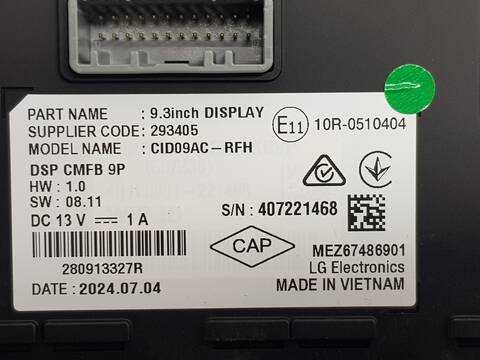 PART NAME : 9.3inch DISPLAY
SUPPLIER CODE : 293405
MODEL NAME : CID09AC-RFH
E11 10R-0510404
DSP CMFB 9P
HW : 1.0
SW : 08.11
DC 13 V ⎓ 1 A
S/N : 407221468
280913327R
CAP
MEZ67486901
LG Electronics
DATE : 2024.07.04
MADE IN VIETNAM